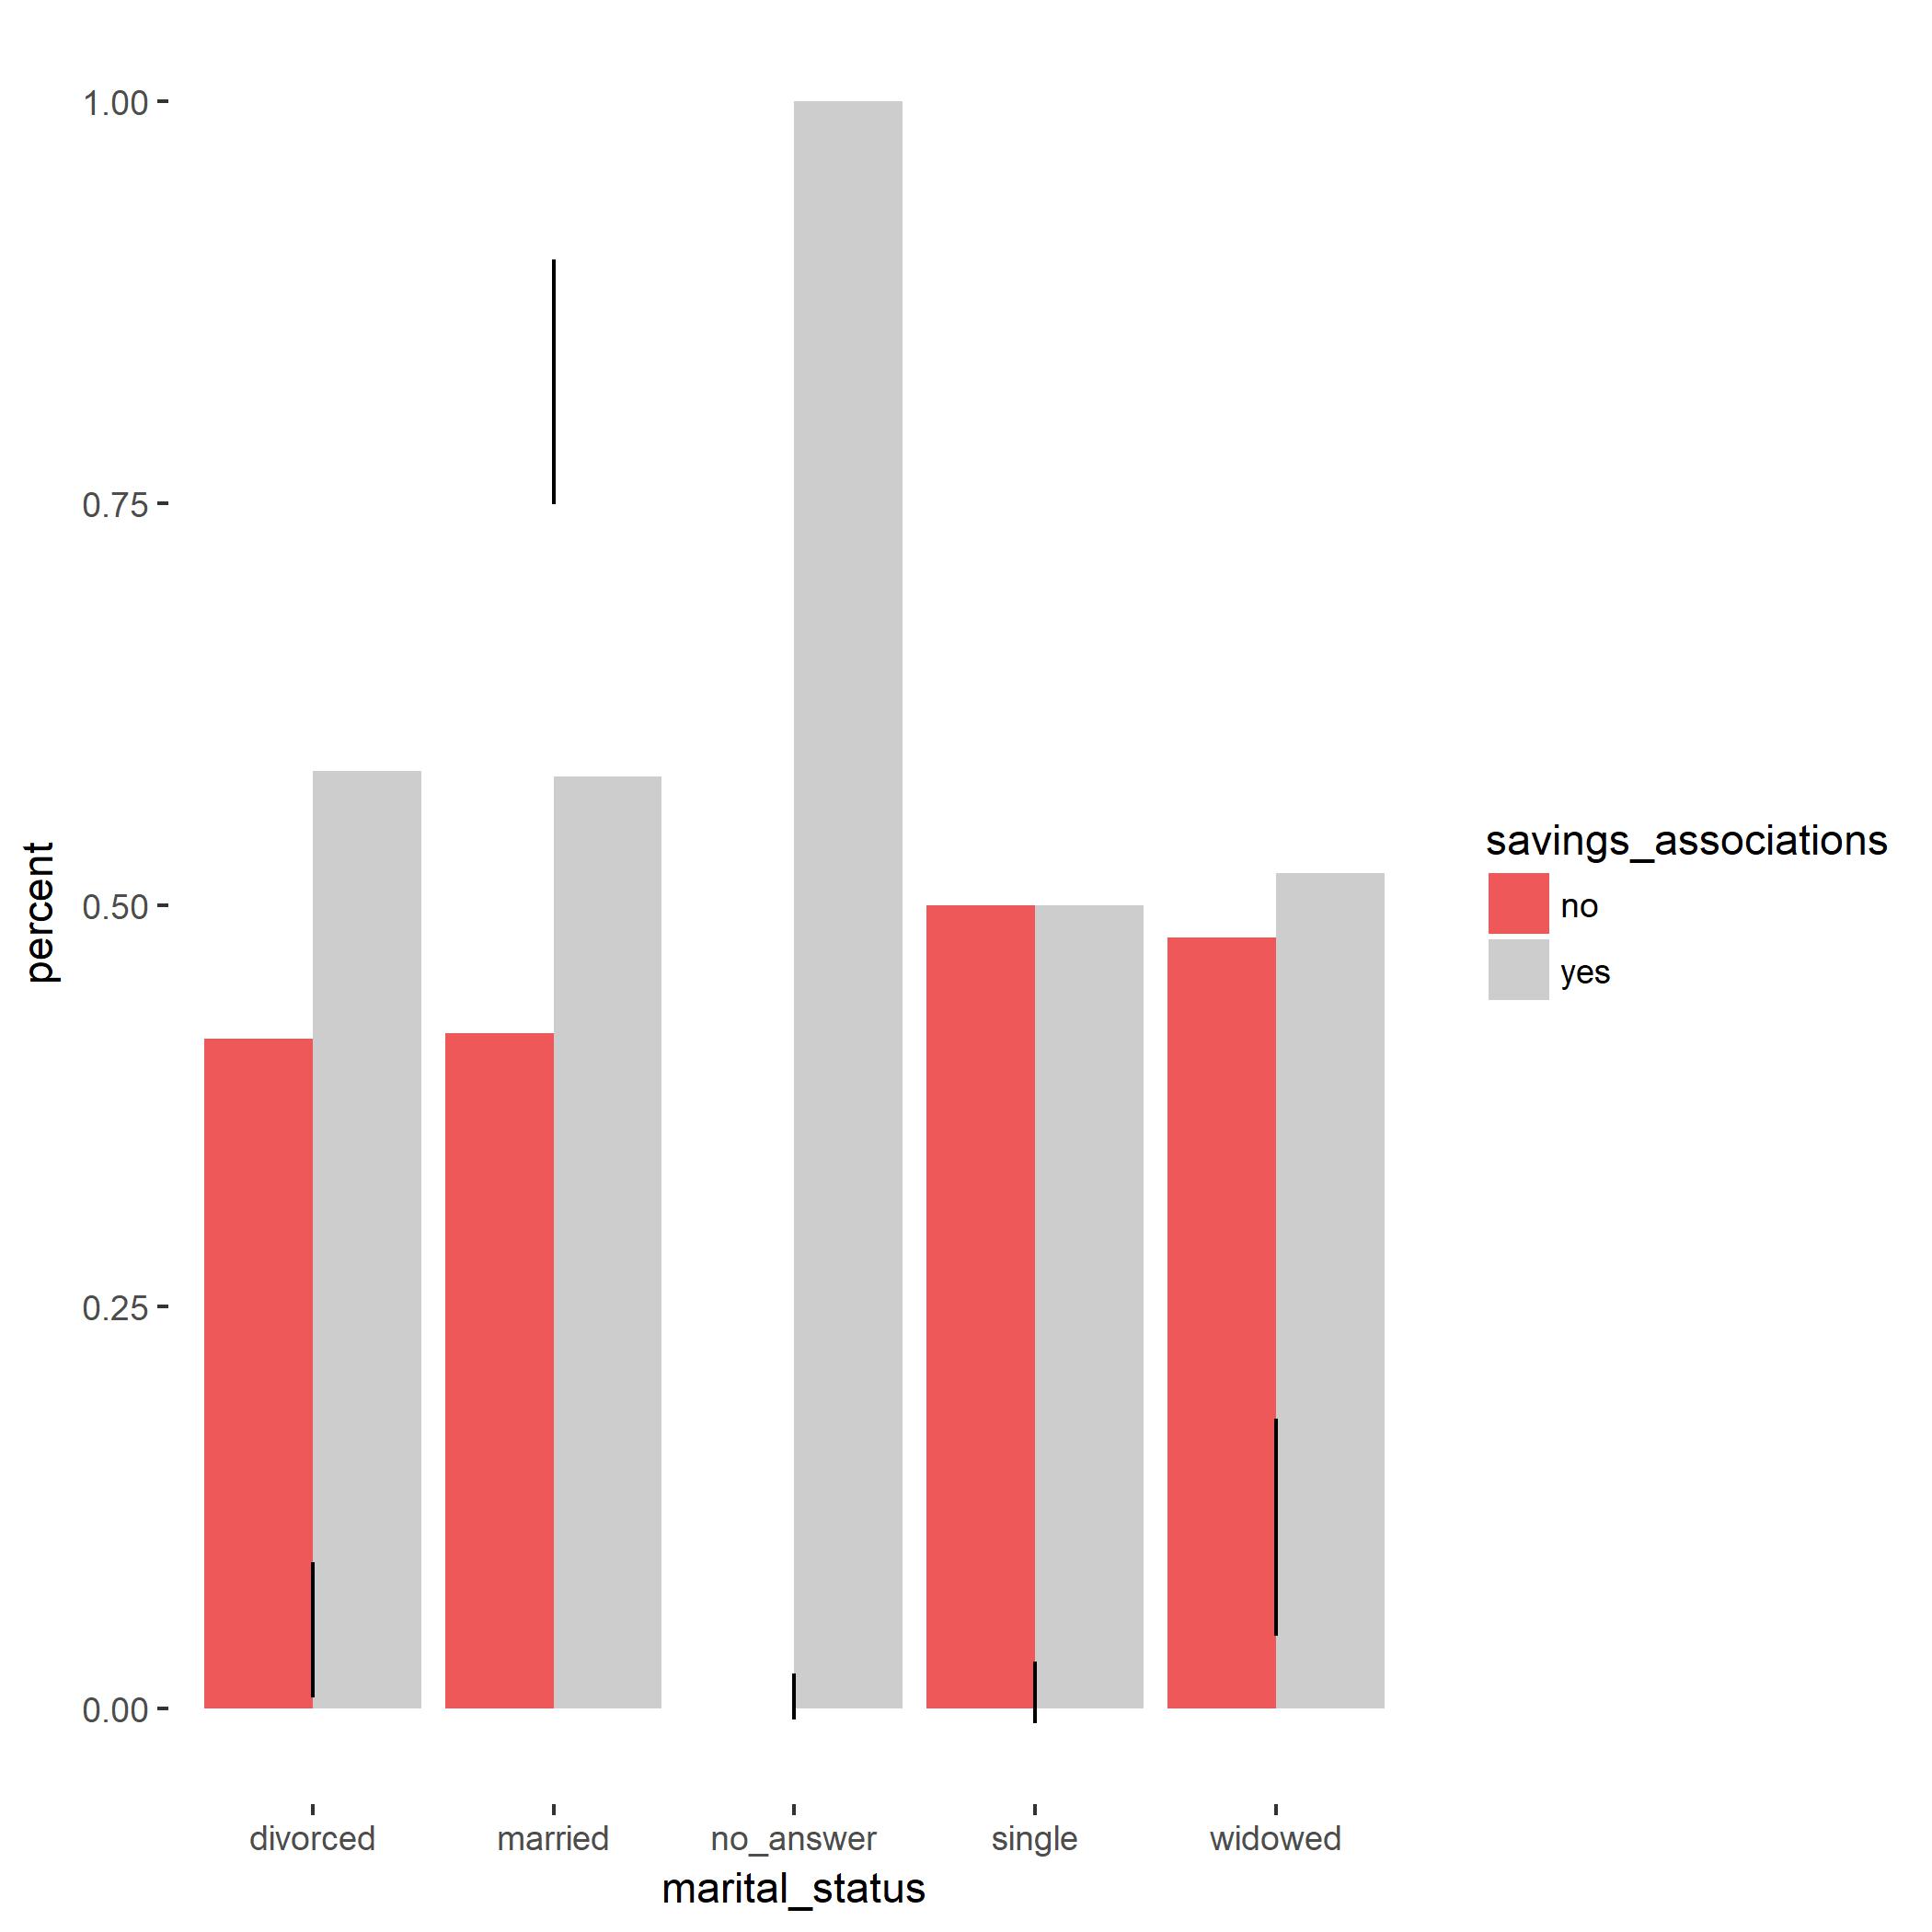 1.00
0.75
0.50
0.25
0.00
percent
divorced married no_answer single widowed
marital_status
savings_associations
no
yes